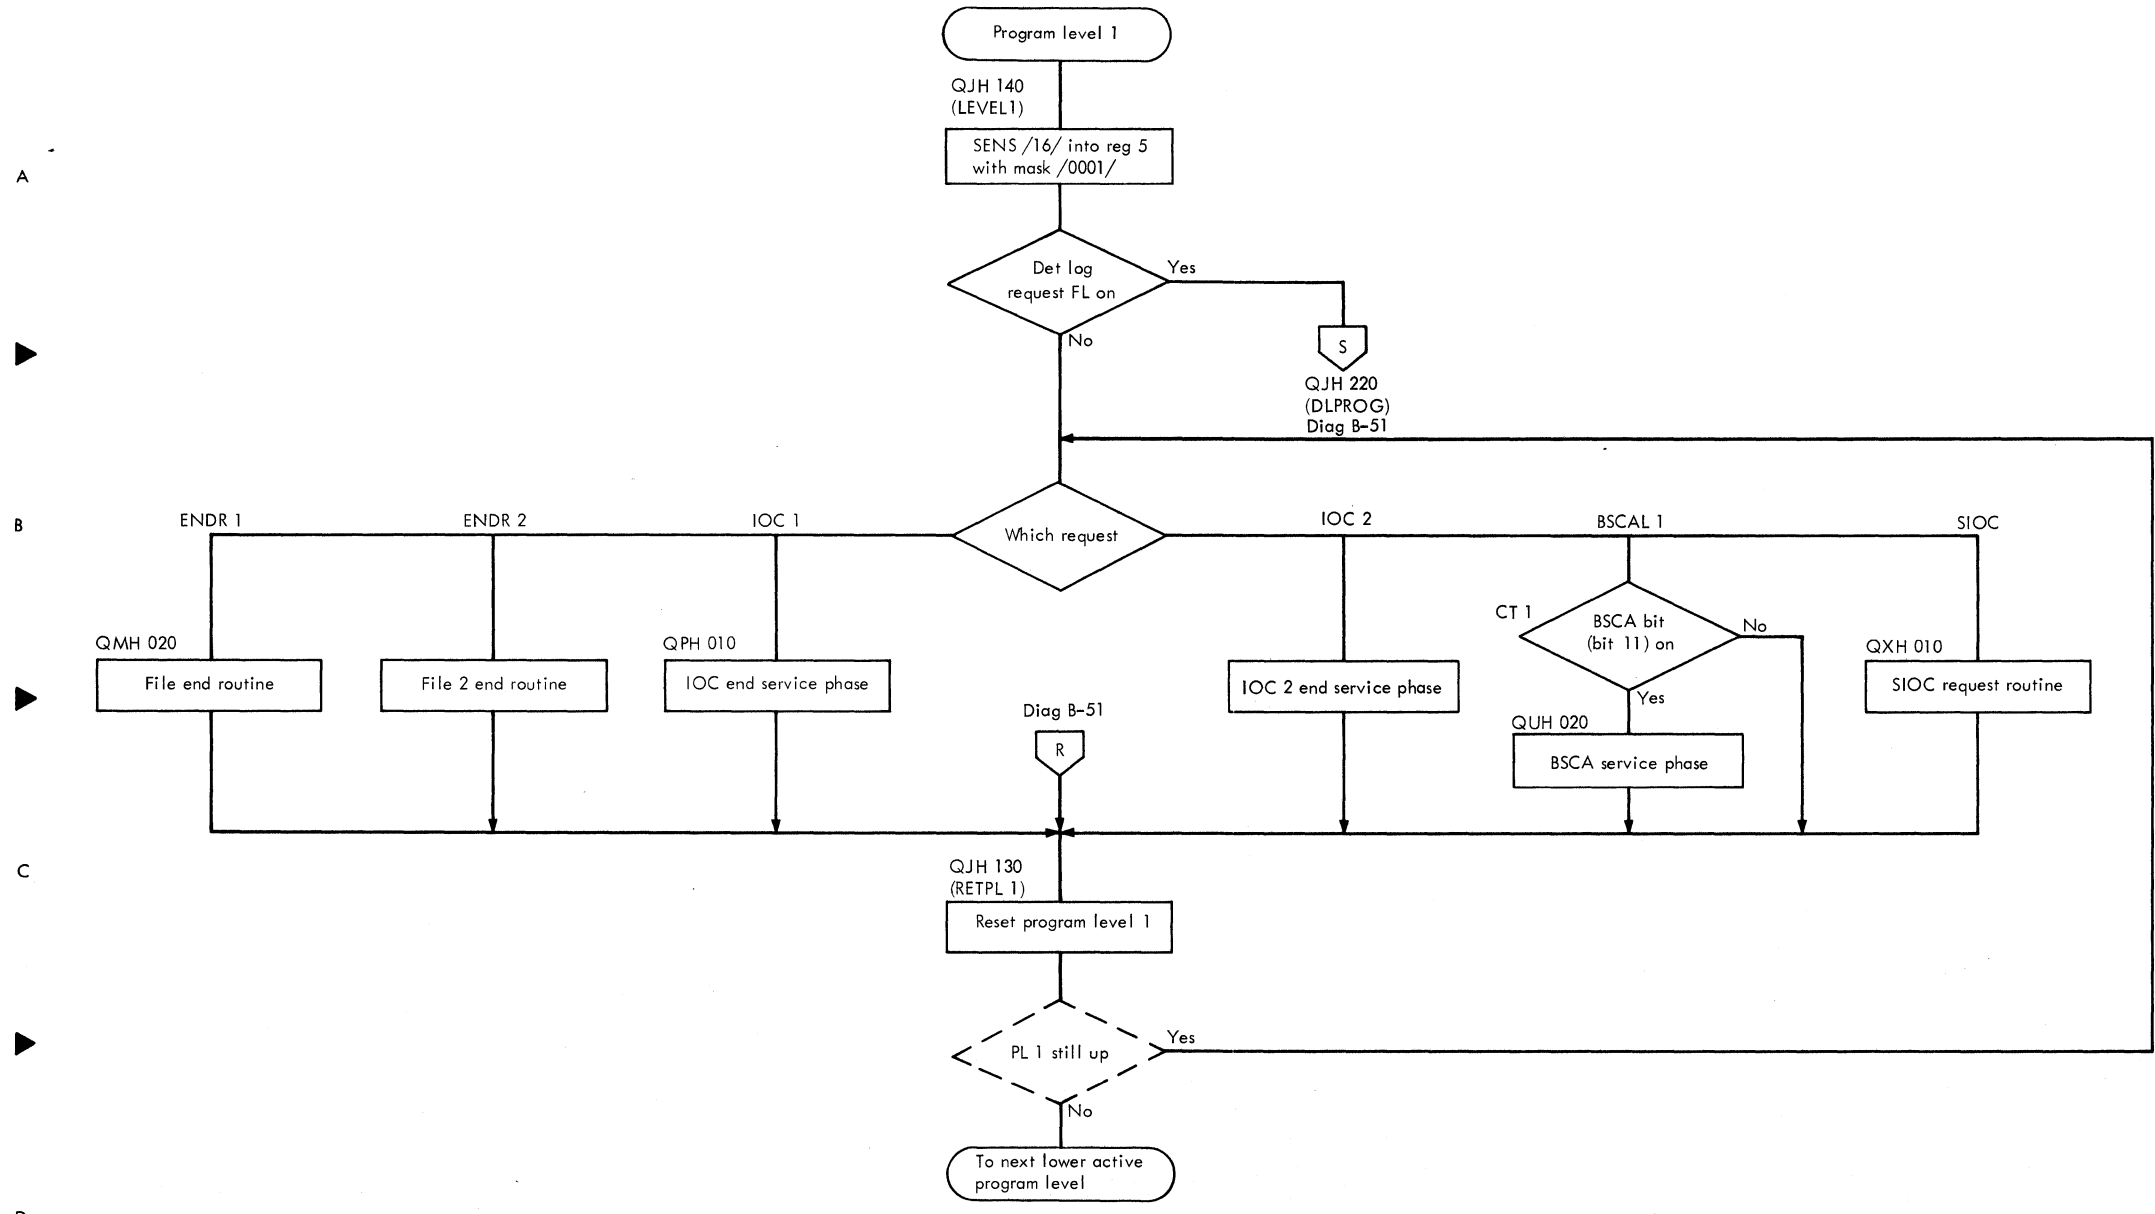 Program level 1
QJH 140
(LEVEL1)
SENS /16/ into reg 5
with mask /0001/
A
Det log
request FL on
Yes
No
S
QJH 220
(DLPROG)
Diag B-51
B
ENDR 1
ENDR 2
IOC 1
Which request
IOC 2
BSCAL 1
SIOC
CT 1
BSCA bit
(bit 11) on
No
Yes
QMH 020
File end routine
File 2 end routine
QPH 010
IOC end service phase
IOC 2 end service phase
QXH 010
SIOC request routine
QUH 020
BSCA service phase
Diag B-51
R
C
QJH 130
(RETPL 1)
Reset program level 1
PL 1 still up
Yes
No
To next lower active
program level